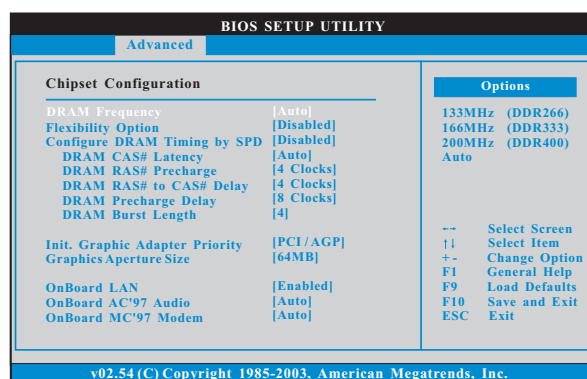 BIOS SETUP UTILITY
Advanced
Chipset Configuration
DRAM Frequency [Auto]
Flexibility Option [Disabled]
Configure DRAM Timing by SPD [Disabled]
DRAM CAS# Latency [Auto]
DRAM RAS# Precharge [4 Clocks]
DRAM RAS# to CAS# Delay [4 Clocks]
DRAM Precharge Delay [8 Clocks]
DRAM Burst Length [4]
Init. Graphic Adapter Priority [PCI / AGP]
Graphics Aperture Size [64MB]
OnBoard LAN [Enabled]
OnBoard AC'97 Audio [Auto]
OnBoard MC'97 Modem [Auto]
Options
133MHz (DDR266)
166MHz (DDR333)
200MHz (DDR400)
Auto
←→ Select Screen
↑↓ Select Item
+ - Change Option
F1 General Help
F9 Load Defaults
F10 Save and Exit
ESC Exit
v02.54 (C) Copyright 1985-2003, American Megatrends, Inc.